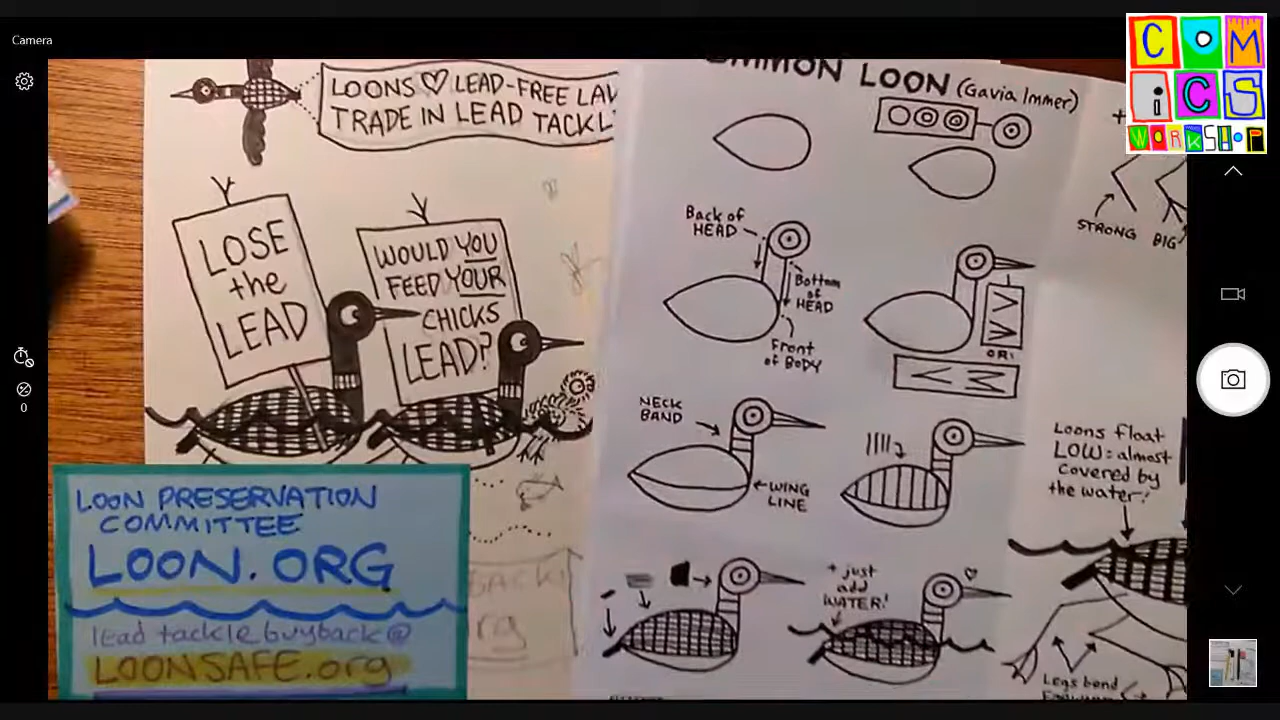 Camera
COMICS
WORKSHOP
LOONS ♡ LEAD-FREE
TRADE IN LEAD
LOSE
the
LEAD
WOULD YOU
FEED YOUR
CHICKS
LEAD?
LOON PRESERVATION
COMMITTEE
LOON.ORG
lead tackle buyback@
LOONSAFE.org
LOON (Gavia Immer)
Back of
HEAD
Bottom
of
HEAD
Front
of BODY
OR:
NECK
BAND
WING
LINE
+ just
add
WATER!
STRONG
BIG
Loons float
LOW: almost
covered by
the water!
Legs bend
0